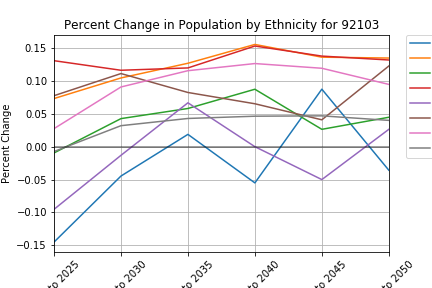 Percent Change in Population by Ethnicity for 92103
0.15
0.10
0.05
0.00
−0.05
−0.10
−0.15
Percent Change
to 2025
to 2030
to 2035
to 2040
to 2045
to 2050